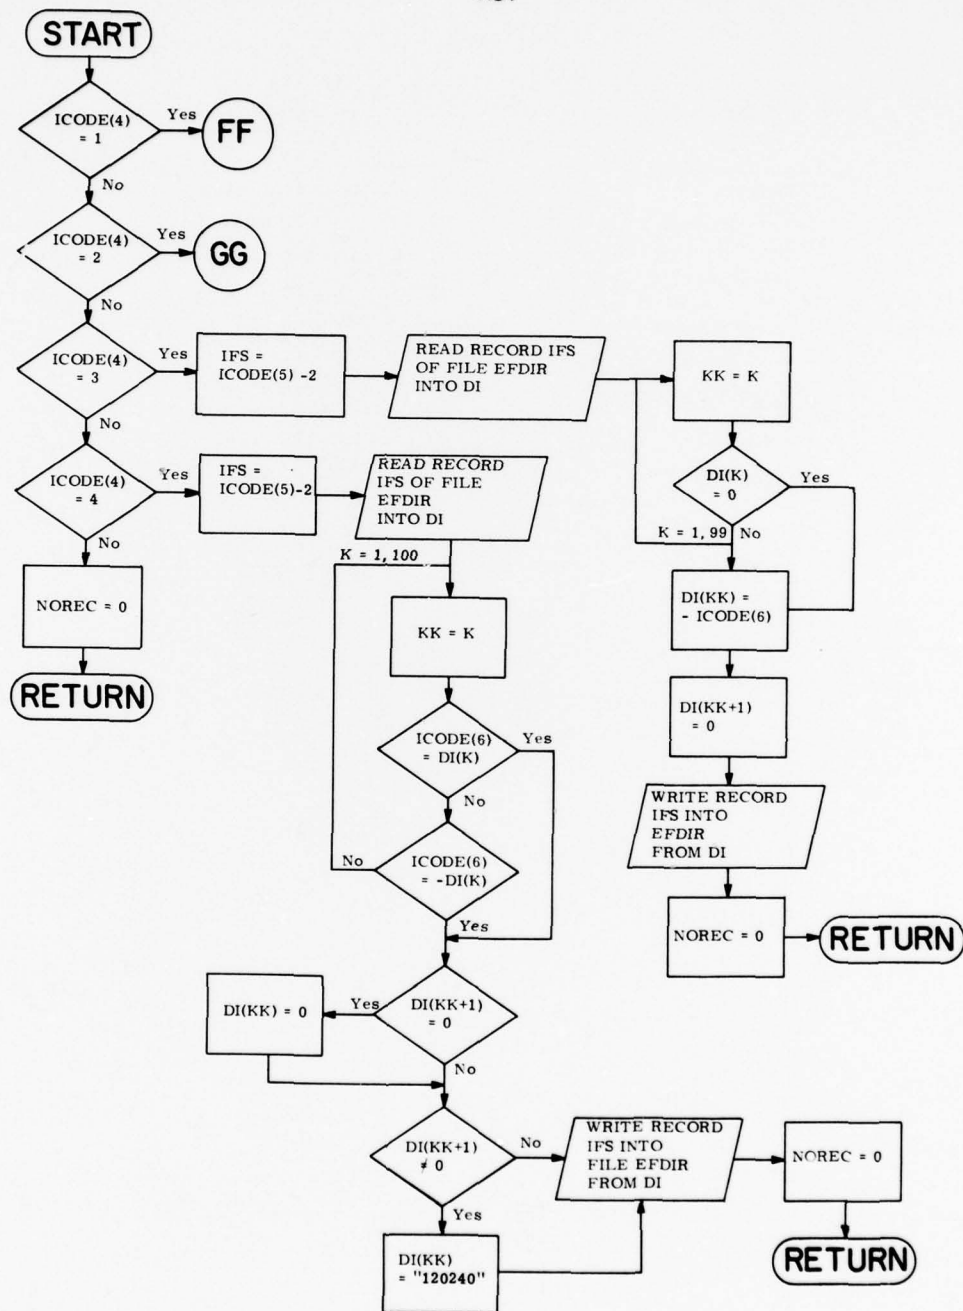 START
ICODE(4)
= 1
Yes
FF
No
ICODE(4)
= 2
Yes
GG
No
ICODE(4)
= 3
Yes
IFS =
ICODE(5) -2
READ RECORD IFS
OF FILE EFDIR
INTO DI
KK = K
DI(K)
= 0
Yes
No
K = 1, 99
DI(KK) =
- ICODE(6)
DI(KK+1)
= 0
WRITE RECORD
IFS INTO
EFDIR
FROM DI
NOREC = 0
RETURN
No
ICODE(4)
= 4
Yes
IFS =
ICODE(5)-2
READ RECORD
IFS OF FILE
EFDIR
INTO DI
No
NOREC = 0
RETURN
K = 1, 100
KK = K
ICODE(6)
= DI(K)
Yes
No
ICODE(6)
= -DI(K)
No
Yes
DI(KK+1)
= 0
Yes
DI(KK) = 0
No
DI(KK+1)
≠ 0
No
WRITE RECORD
IFS INTO
FILE EFDIR
FROM DI
NOREC = 0
RETURN
Yes
DI(KK)
= "120240"